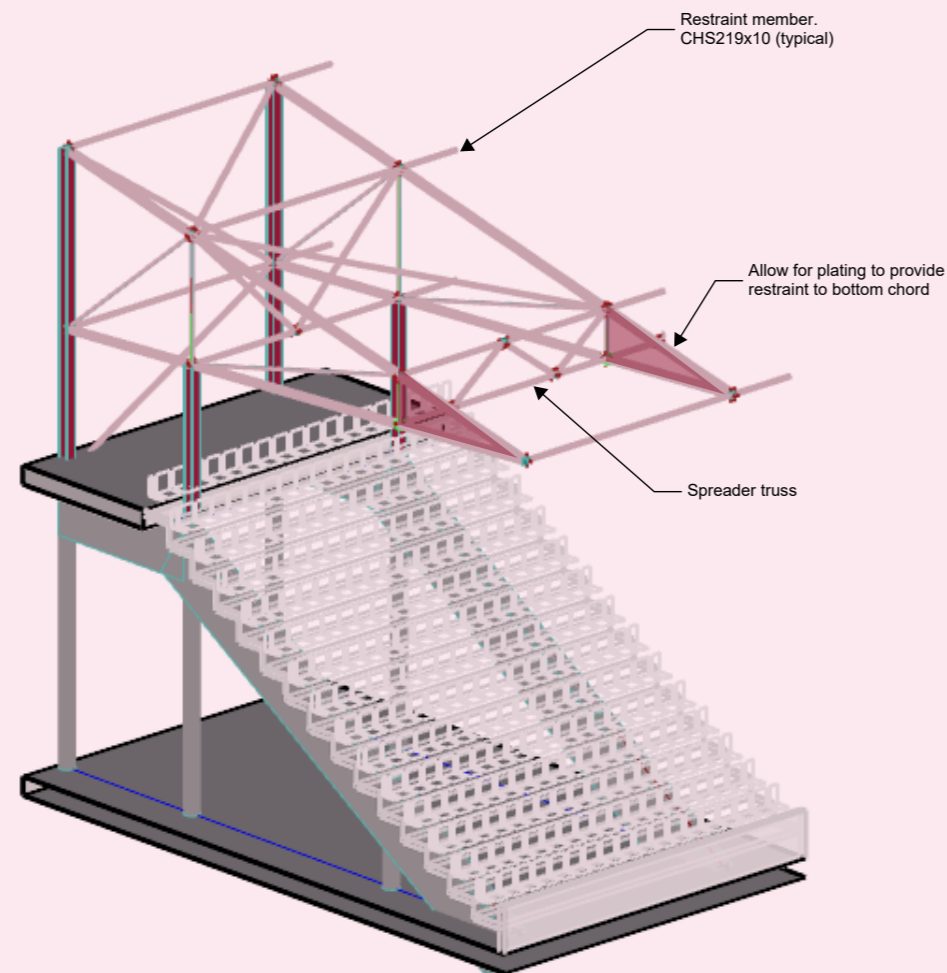 Restraint member.
CHS219x10 (typical)
Allow for plating to provide
restraint to bottom chord
Spreader truss